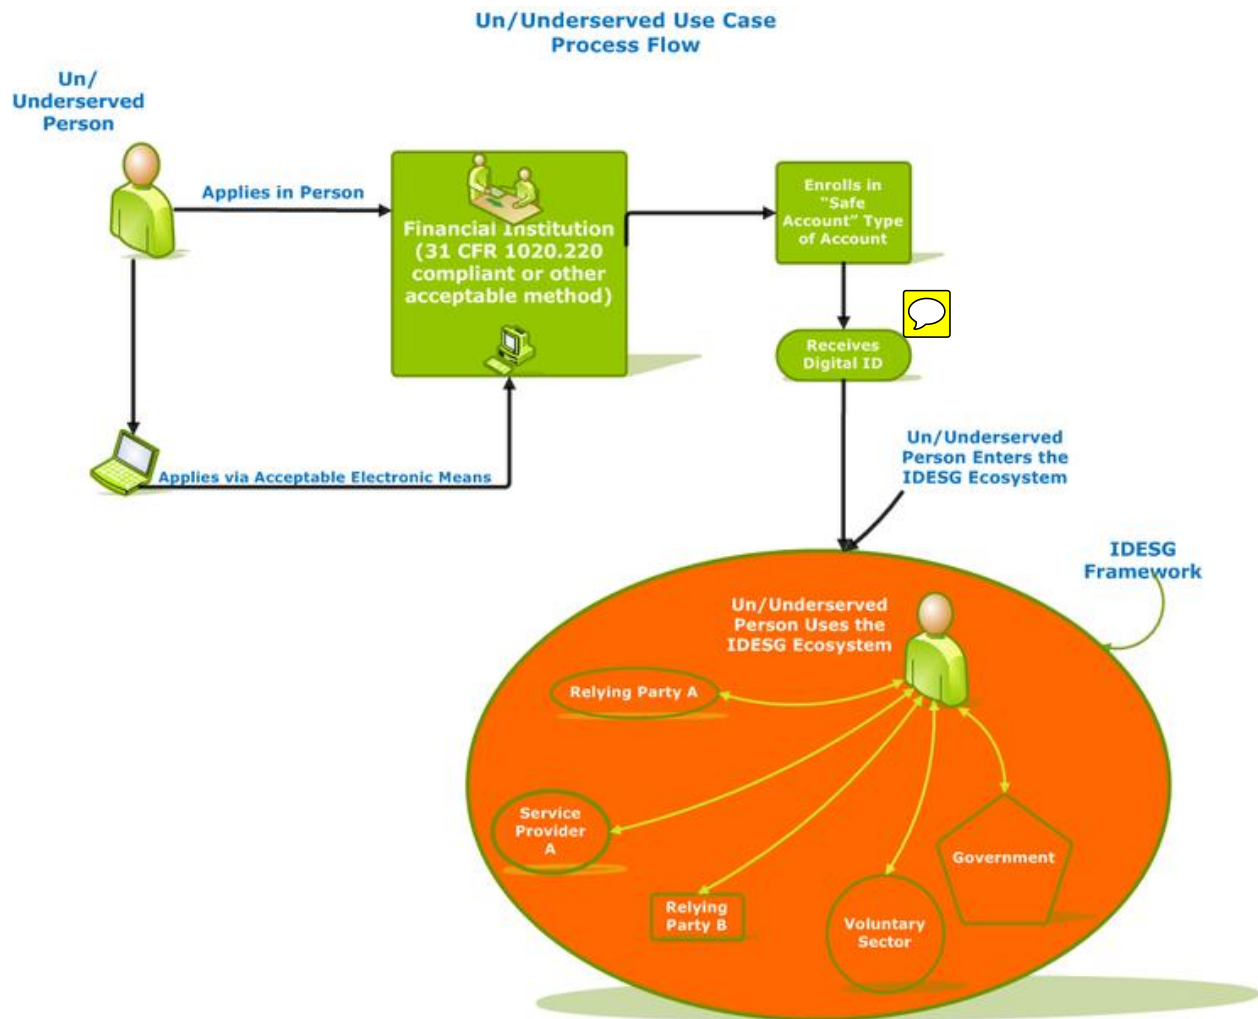 Un/Underserved Use Case
Process Flow
Un/
Underserved
Person
Applies in Person
Financial Institution
(31 CFR 1020.220
compliant or other
acceptable method)
Enrolls in
“Safe
Account” Type
of Account
Receives
Digital ID
Applies via Acceptable Electronic Means
Un/Underserved
Person Enters the
IDESG Ecosystem
IDESG
Framework
Un/Underserved
Person Uses the
IDESG Ecosystem
Relying Party A
Service
Provider
A
Relying
Party B
Voluntary
Sector
Government